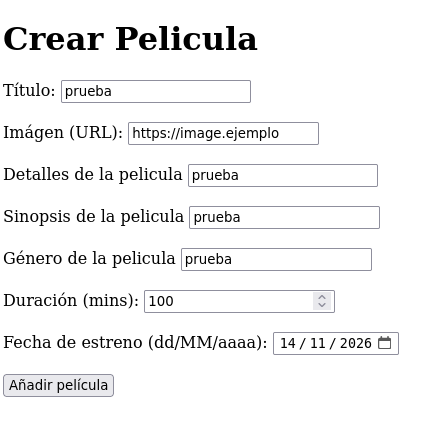 Crear Pelicula
Título: prueba
Imágen (URL): https://image.ejemplo
Detalles de la pelicula prueba
Sinopsis de la pelicula prueba
Género de la pelicula prueba
Duración (mins): 100
Fecha de estreno (dd/MM/aaaa): 14 / 11 / 2026
Añadir película